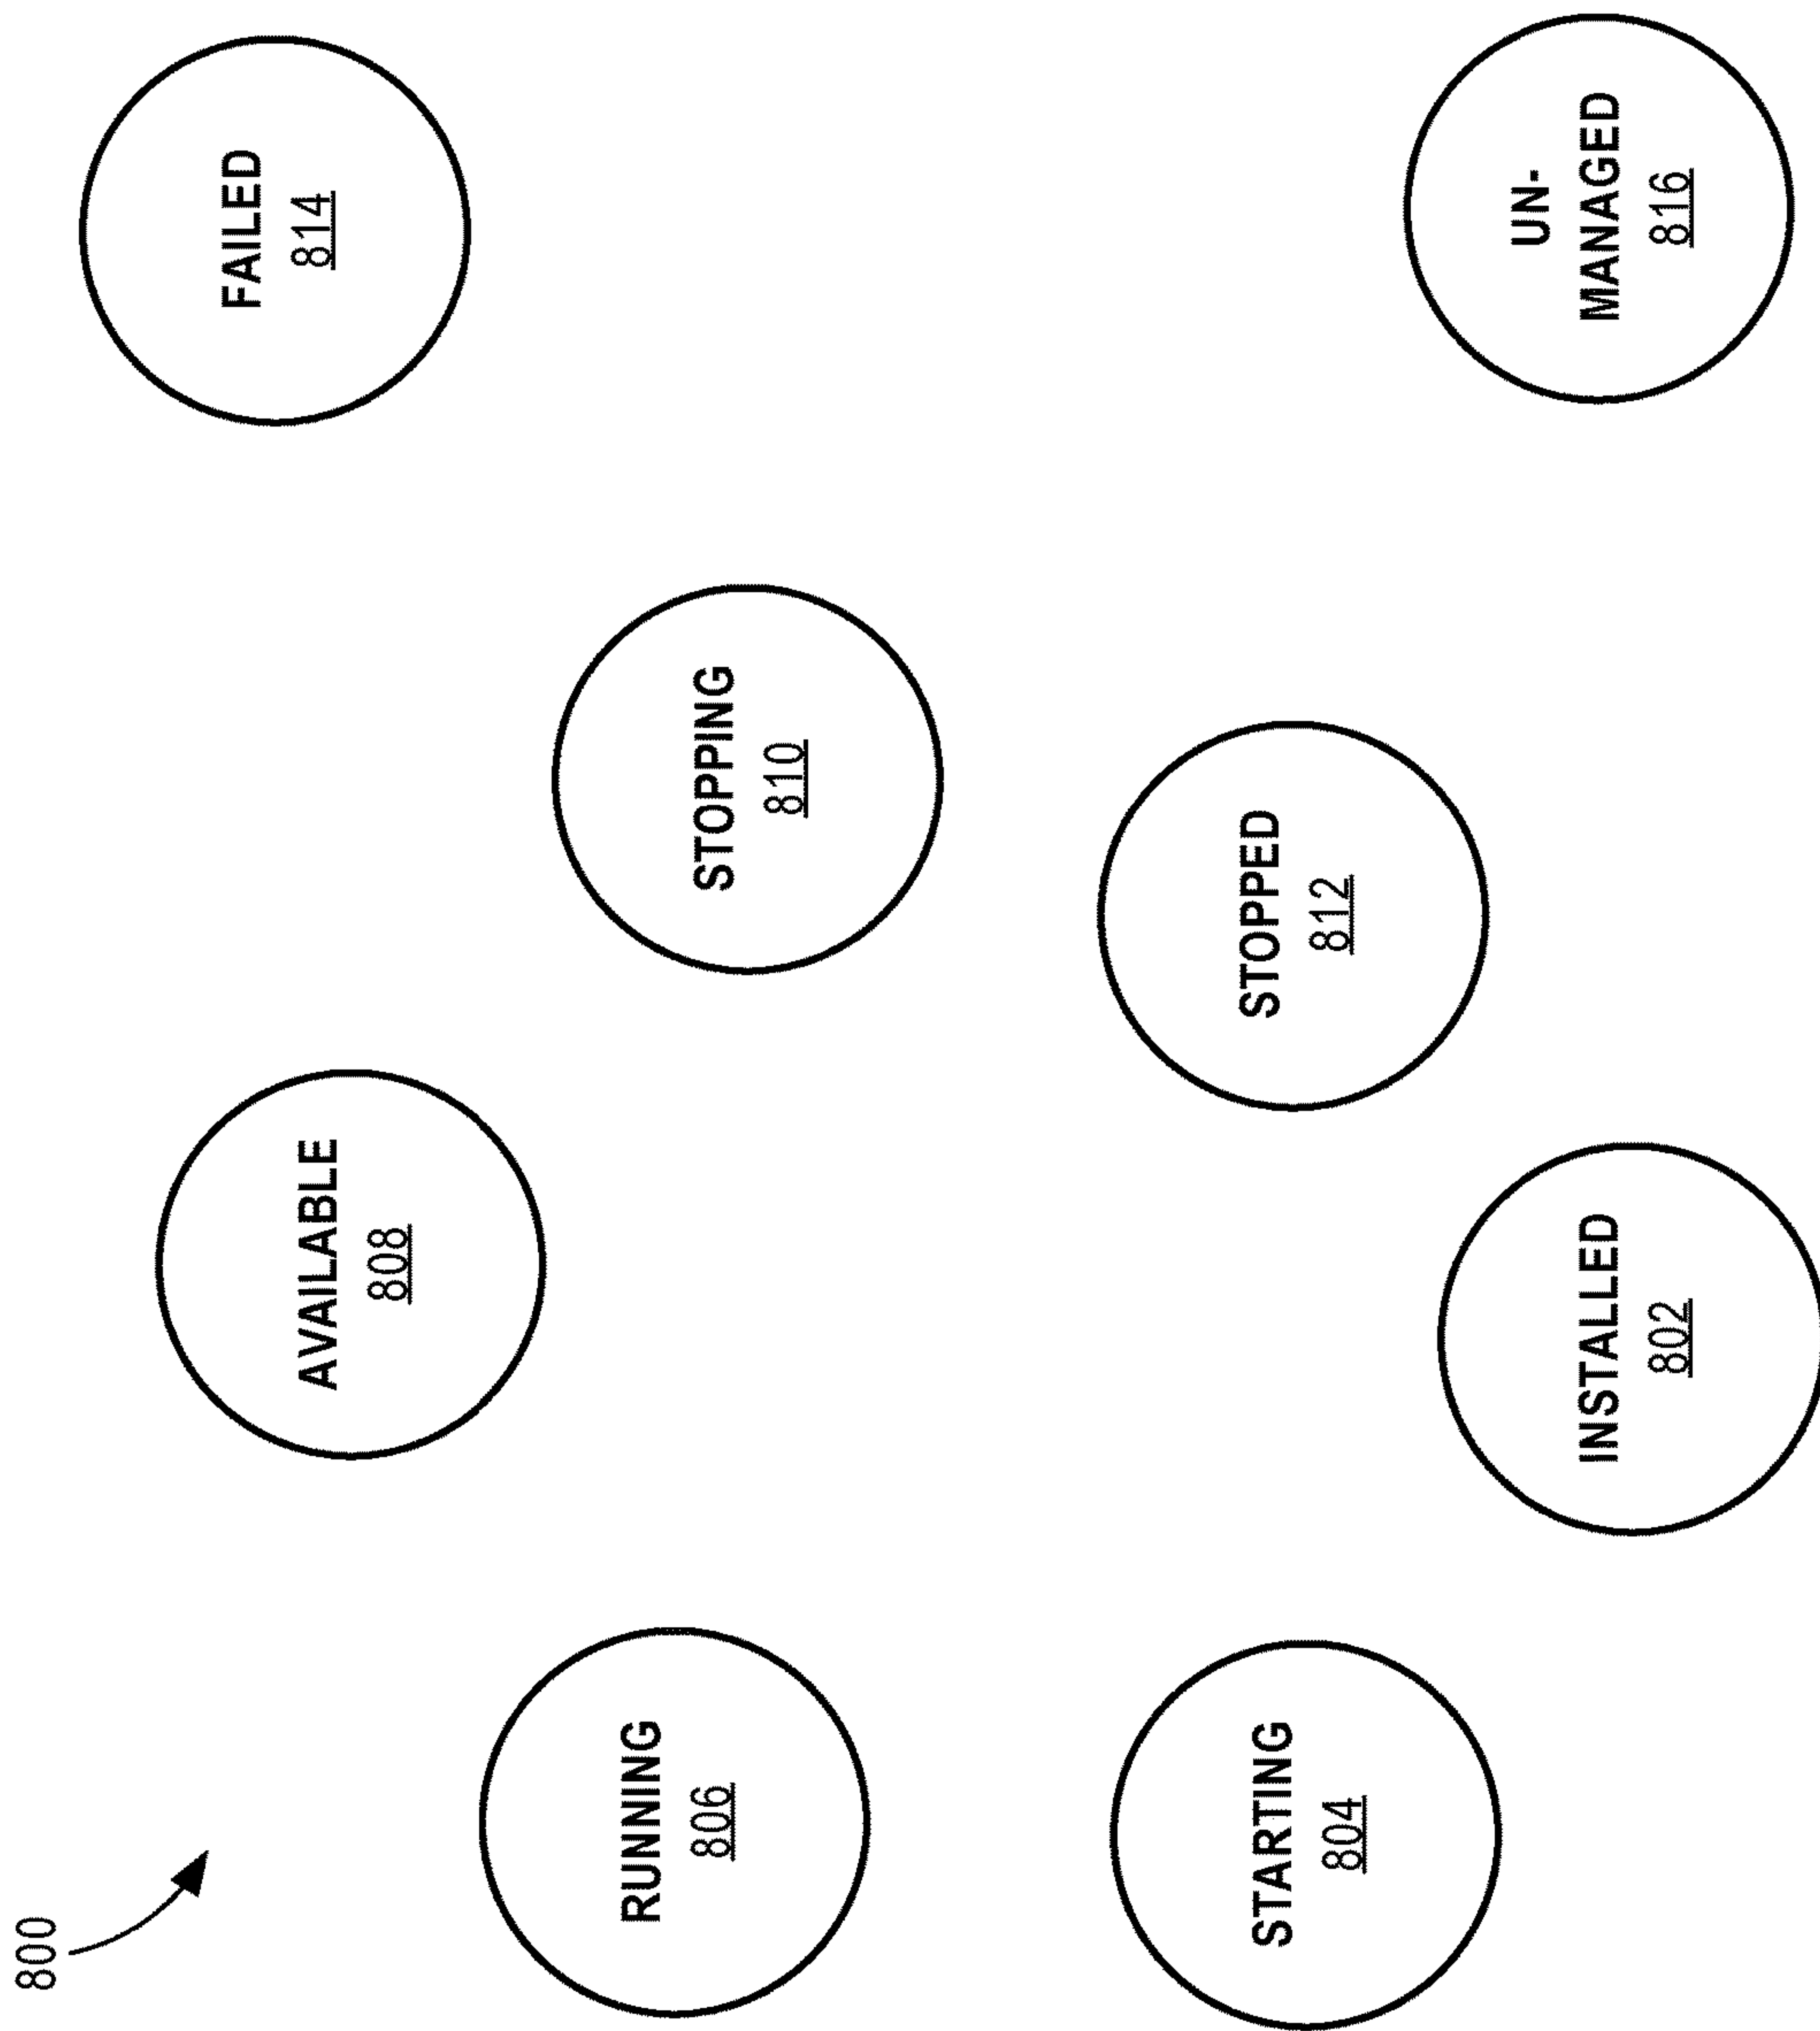 800
AVAILABLE
808
FAILED
814
RUNNING
806
STOPPING
810
STARTING
804
STOPPED
812
INSTALLED
802
UN-
MANAGED
816